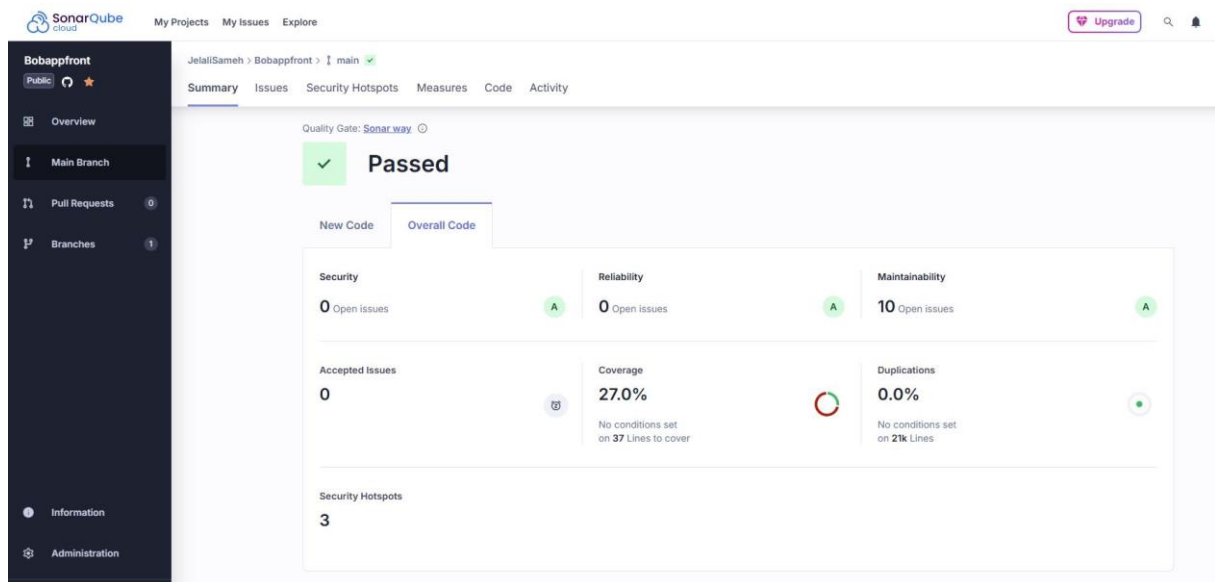 SonarQube
cloud
My Projects My Issues Explore
Upgrade
Bobappfront
Public
JelaliSameh > Bobappfront > main
Summary Issues Security Hotspots Measures Code Activity
Overview
Main Branch
Pull Requests 0
Branches 1
Information
Administration
Quality Gate: Sonar way
Passed
New Code Overall Code
Security
0 Open issues
A
Reliability
0 Open issues
A
Maintainability
10 Open issues
A
Accepted Issues
0
Coverage
27.0%
No conditions set
on 37 Lines to cover
Duplications
0.0%
No conditions set
on 21k Lines
Security Hotspots
3